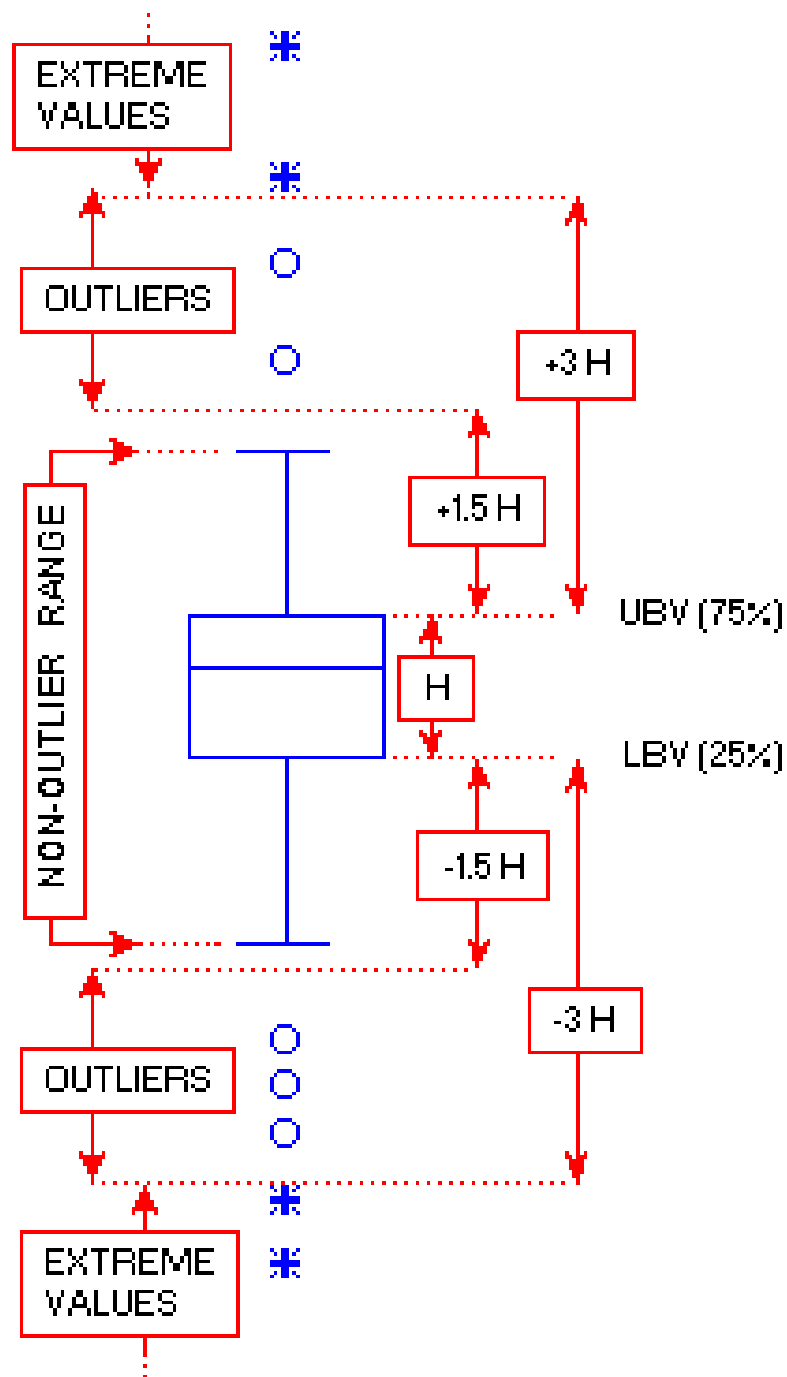 EXTREME
VALUES
OUTLIERS
+3 H
+1.5 H
NON-OUTLIER RANGE
UBV (75%)
H
LBV (25%)
-1.5 H
-3 H
OUTLIERS
EXTREME
VALUES